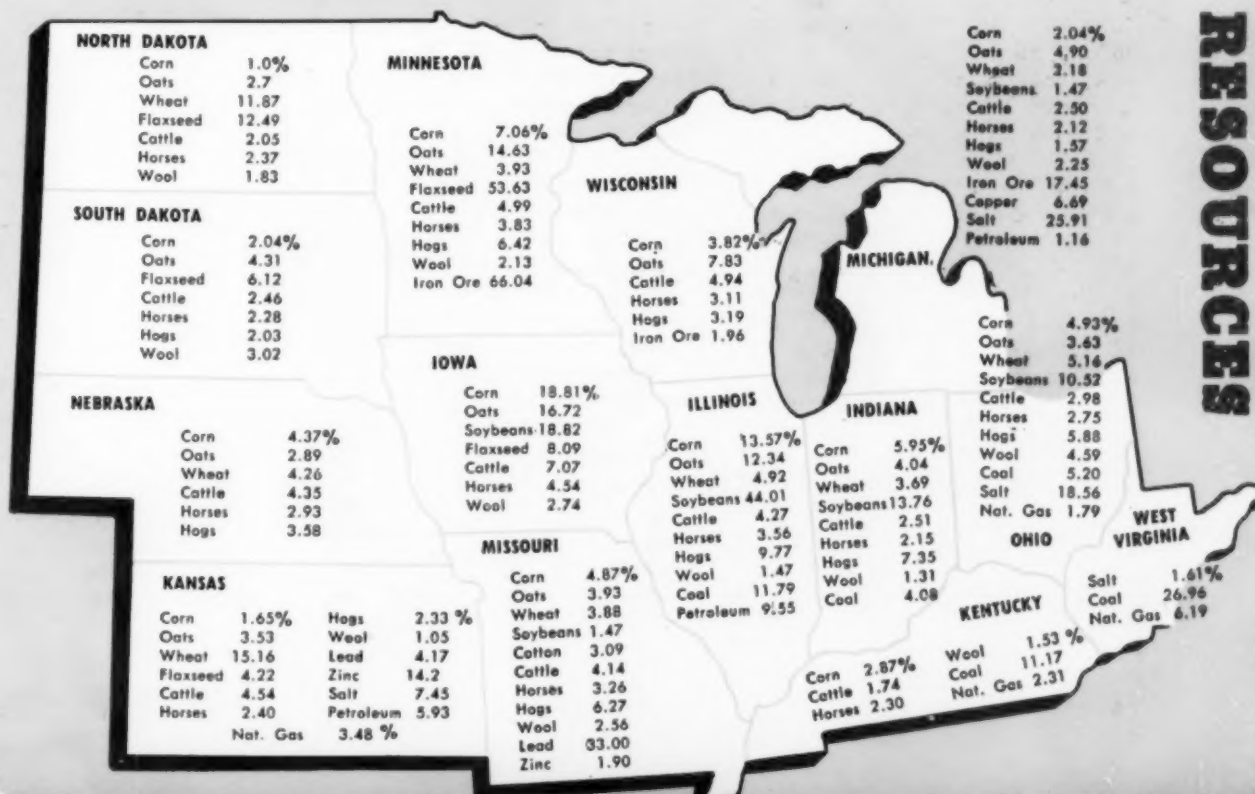 RESOURCES
NORTH DAKOTA
Corn 1.0%
Oats 2.7
Wheat 11.87
Flaxseed 12.49
Cattle 2.05
Horses 2.37
Wool 1.83
SOUTH DAKOTA
Corn 2.04%
Oats 4.31
Flaxseed 6.12
Cattle 2.46
Horses 2.28
Hogs 2.03
Wool 3.02
NEBRASKA
Corn 4.37%
Oats 2.89
Wheat 4.26
Cattle 4.35
Horses 2.93
Hogs 3.58
KANSAS
Corn 1.65% Hogs 2.33 %
Oats 3.53 Wool 1.05
Wheat 15.16 Lead 4.17
Flaxseed 4.22 Zinc 14.2
Cattle 4.54 Salt 7.45
Horses 2.40 Petroleum 5.93
Nat. Gas 3.48 %
MINNESOTA
Corn 7.06%
Oats 14.63
Wheat 3.93
Flaxseed 53.63
Cattle 4.99
Horses 3.83
Hogs 6.42
Wool 2.13
Iron Ore 66.04
IOWA
Corn 18.81%
Oats 16.72
Soybeans 18.82
Flaxseed 8.09
Cattle 7.07
Horses 4.54
Wool 2.74
MISSOURI
Corn 4.87%
Oats 3.93
Wheat 3.88
Soybeans 1.47
Cotton 3.09
Cattle 4.14
Horses 3.26
Hogs 6.27
Wool 2.56
Lead 33.00
Zinc 1.90
WISCONSIN
Corn 3.82%
Oats 7.83
Cattle 4.94
Horses 3.11
Hogs 3.19
Iron Ore 1.96
ILLINOIS
Corn 13.57%
Oats 12.34
Wheat 4.92
Soybeans 44.01
Cattle 4.27
Horses 3.56
Hogs 9.77
Wool 1.47
Coal 11.79
Petroleum 9.55
INDIANA
Corn 5.95%
Oats 4.04
Wheat 3.69
Soybeans 13.76
Cattle 2.51
Horses 2.15
Hogs 7.35
Wool 1.31
Coal 4.08
MICHIGAN.
Corn 2.04%
Oats 4.90
Wheat 2.18
Soybeans 1.47
Cattle 2.50
Horses 2.12
Hogs 1.57
Wool 2.25
Iron Ore 17.45
Copper 6.69
Salt 25.91
Petroleum 1.16
Corn 4.93%
Oats 3.63
Wheat 5.16
Soybeans 10.52
Cattle 2.98
Horses 2.75
Hogs 5.88
Wool 4.59
Coal 5.20
Salt 18.56
Nat. Gas 1.79
OHIO
WEST
VIRGINIA
Salt 1.61%
Coal 26.96
Nat. Gas 6.19
KENTUCKY
Corn 2.87% Wool 1.53 %
Cattle 1.74 Coal 11.17
Horses 2.30 Nat. Gas 2.31